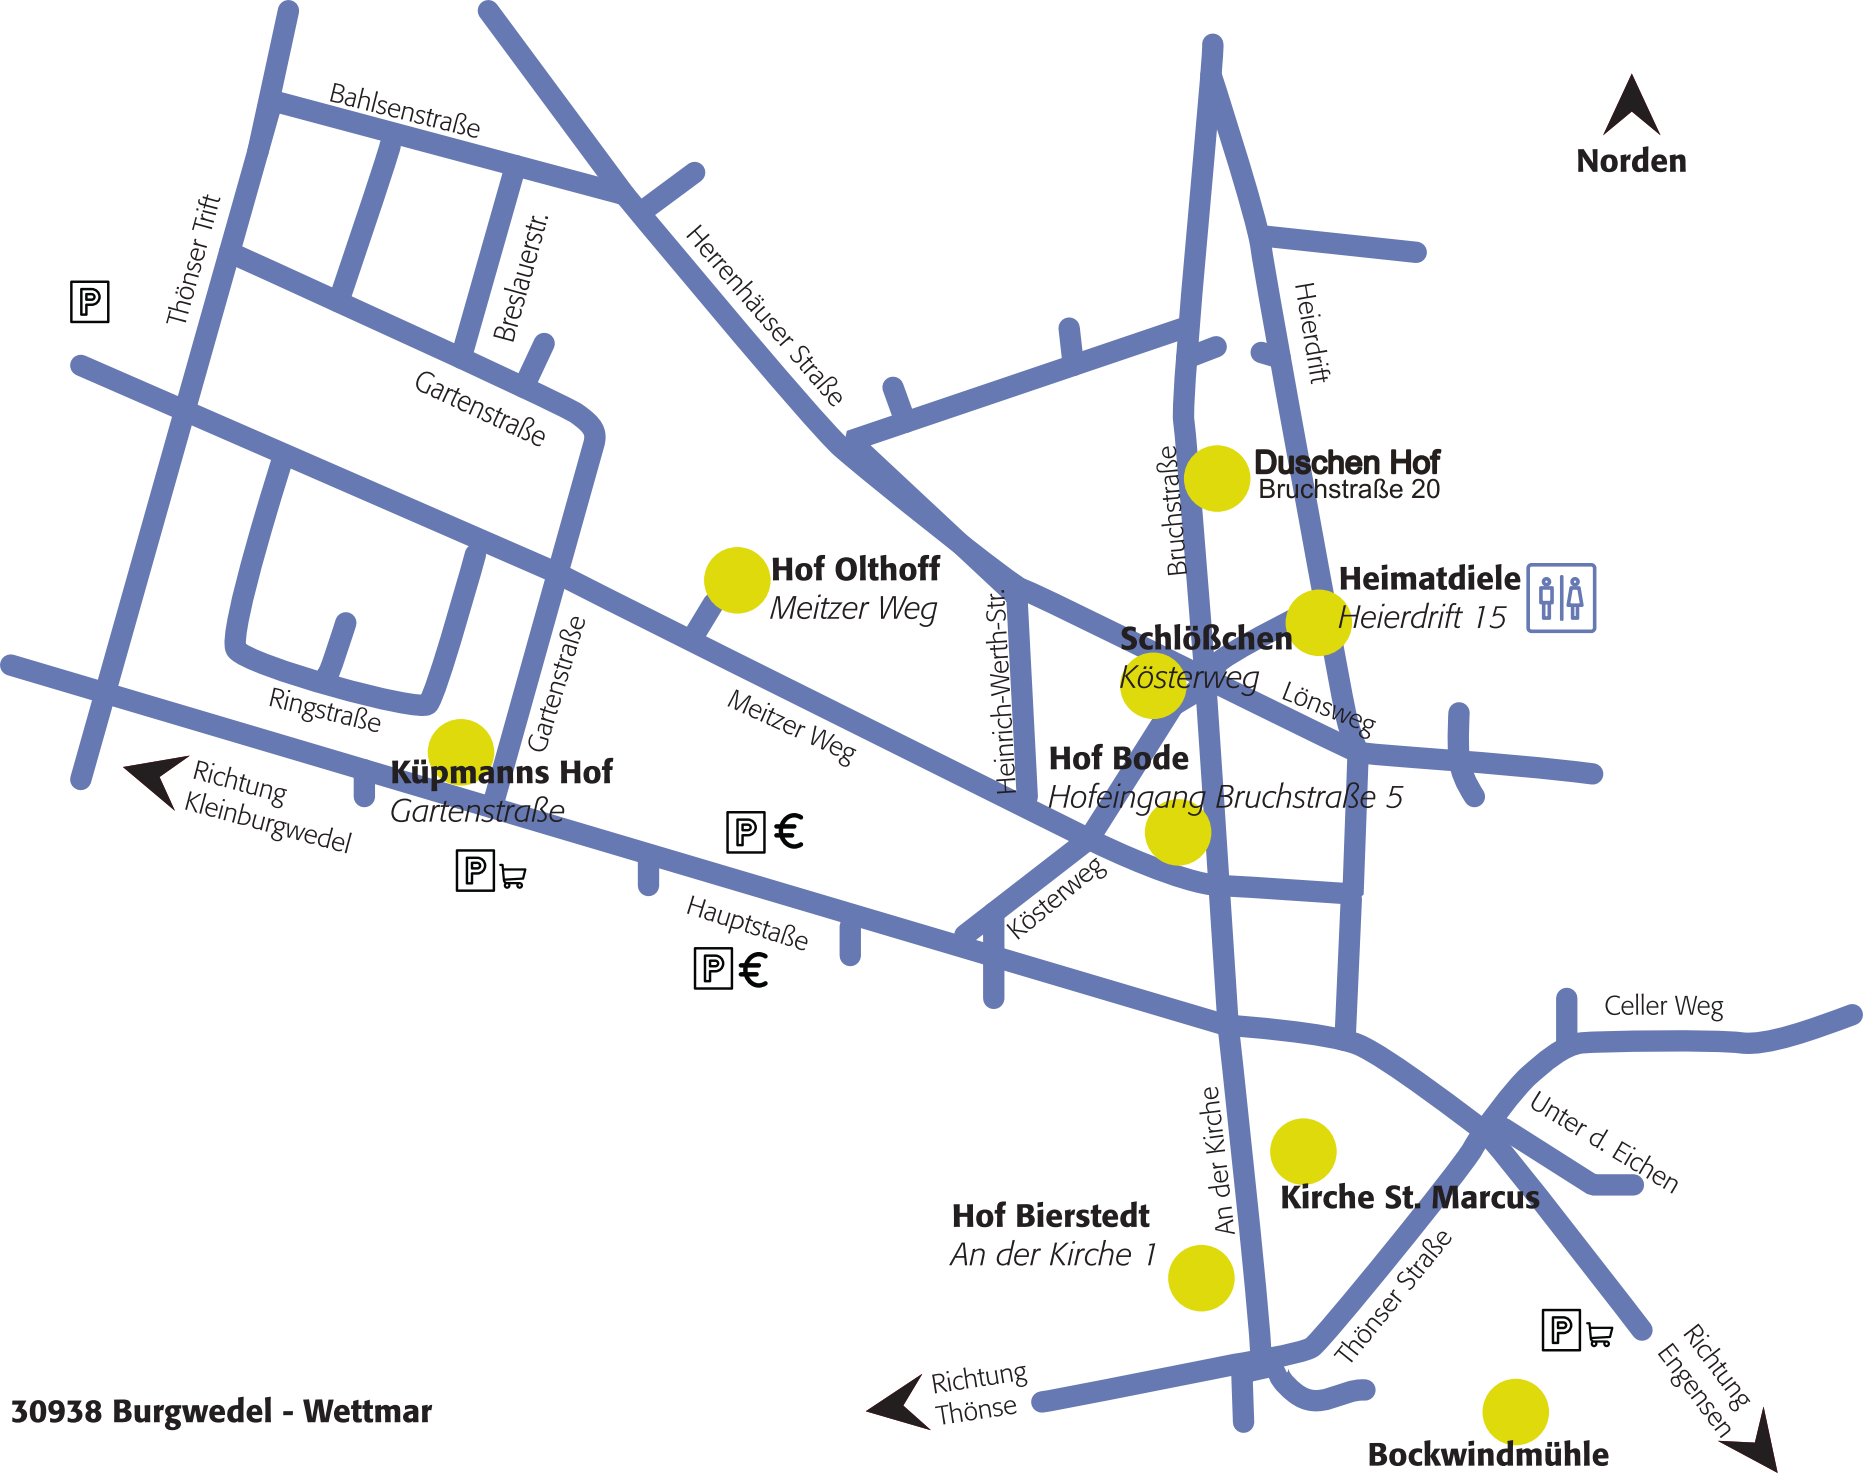 Bahlsenstraße
Norden
Thönser Trift
Breslauerstr.
Herrenhäuser Straße
Heierdrift
P
Gartenstraße
Bruchstraße
Duschen Hof
Bruchstraße 20
Hof Olthoff
Meitzer Weg
Heimatdiele
Heierdrift 15
Heinrich-Werth-Str.
Schlößchen
Kösterweg
Lönsweg
Ringstraße
Gartenstraße
Meitzer Weg
Küpmanns Hof
Gartenstraße
Hof Bode
Hofeingang Bruchstraße 5
Richtung
Kleinburgwedel
P €
P
Kösterweg
Hauptstaße
P €
Celler Weg
Unter d. Eichen
An der Kirche
Kirche St. Marcus
Hof Bierstedt
An der Kirche 1
Thönser Straße
P
Richtung
Engensen
Richtung
Thönse
30938 Burgwedel - Wettmar
Bockwindmühle